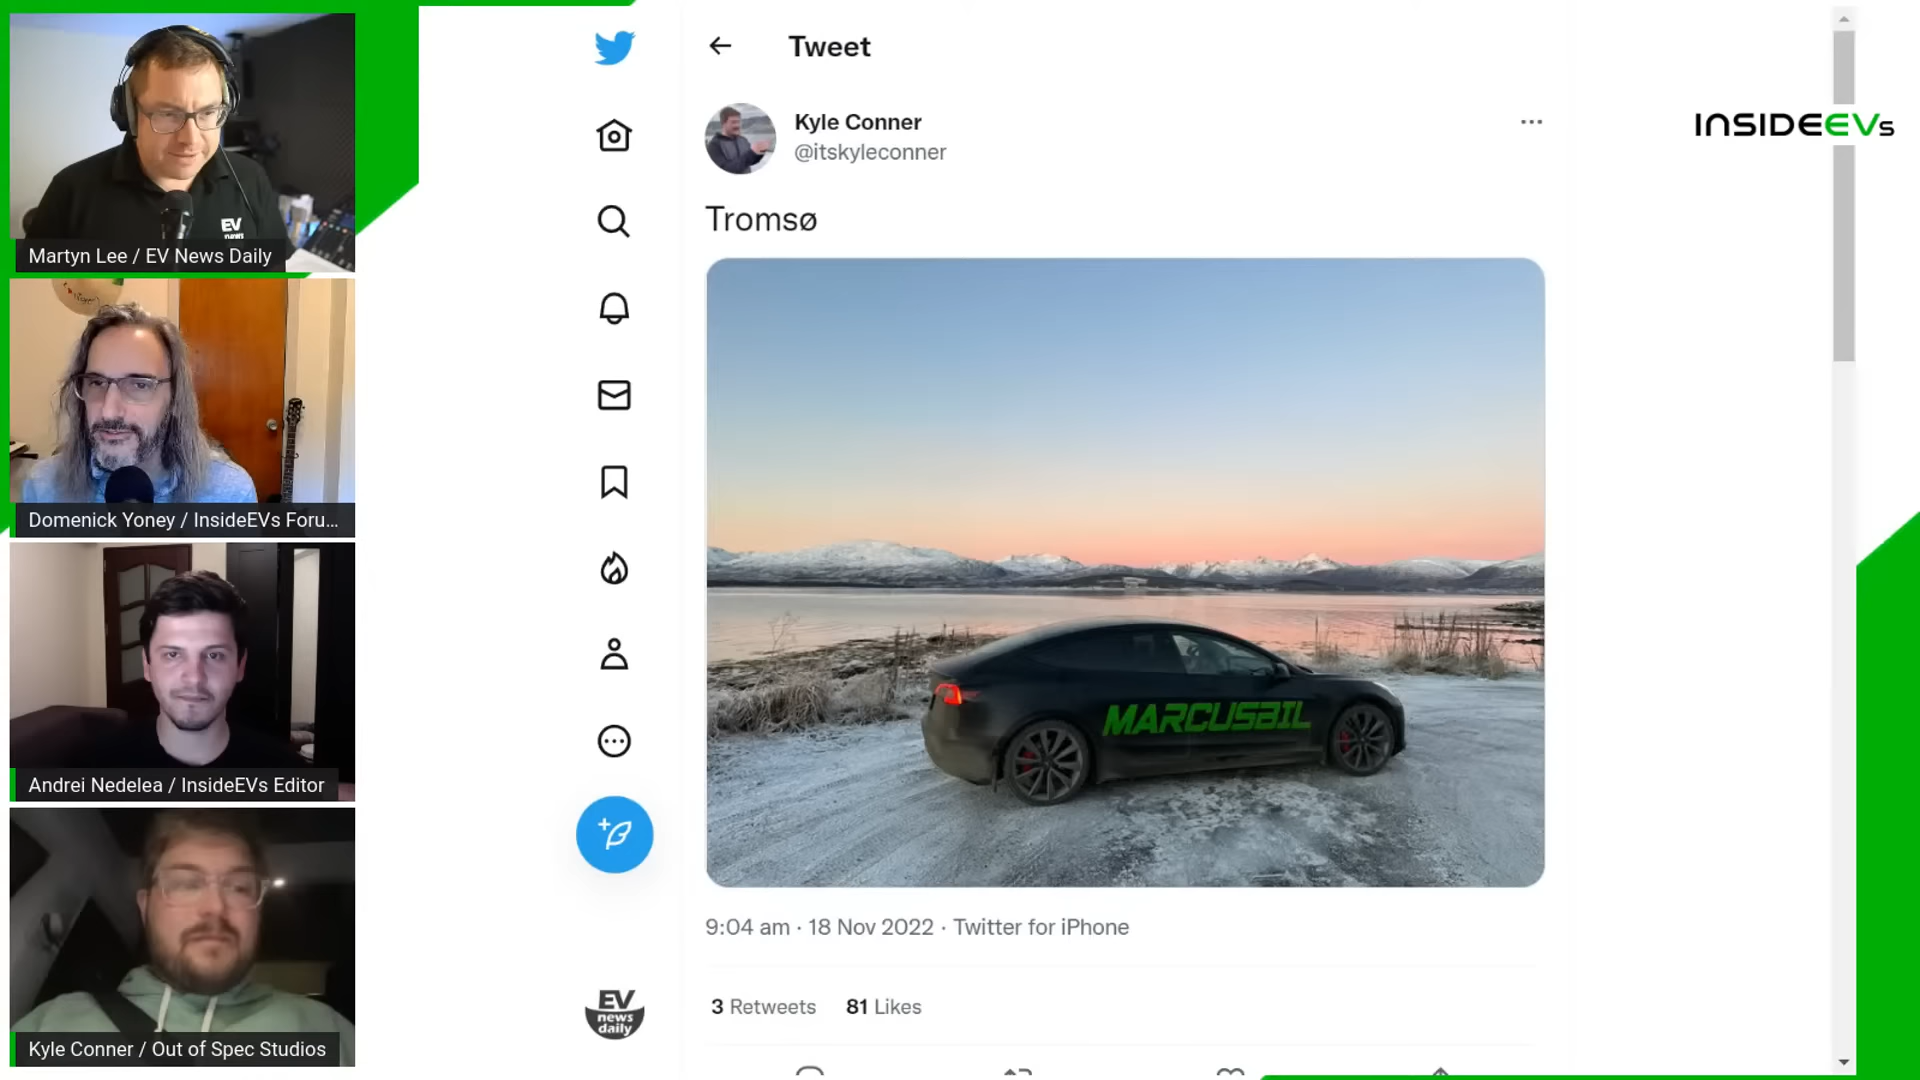 EV
Martyn Lee / EV News Daily
Domenick Yoney / InsideEVs Foru...
Andrei Nedelea / InsideEVs Editor
Kyle Conner / Out of Spec Studios
Tweet
Kyle Conner
@itskyleconner
Tromsø
MARCUSBIL
9:04 am · 18 Nov 2022 · Twitter for iPhone
3 Retweets 81 Likes
EV
news
daily
INSIDEEVs